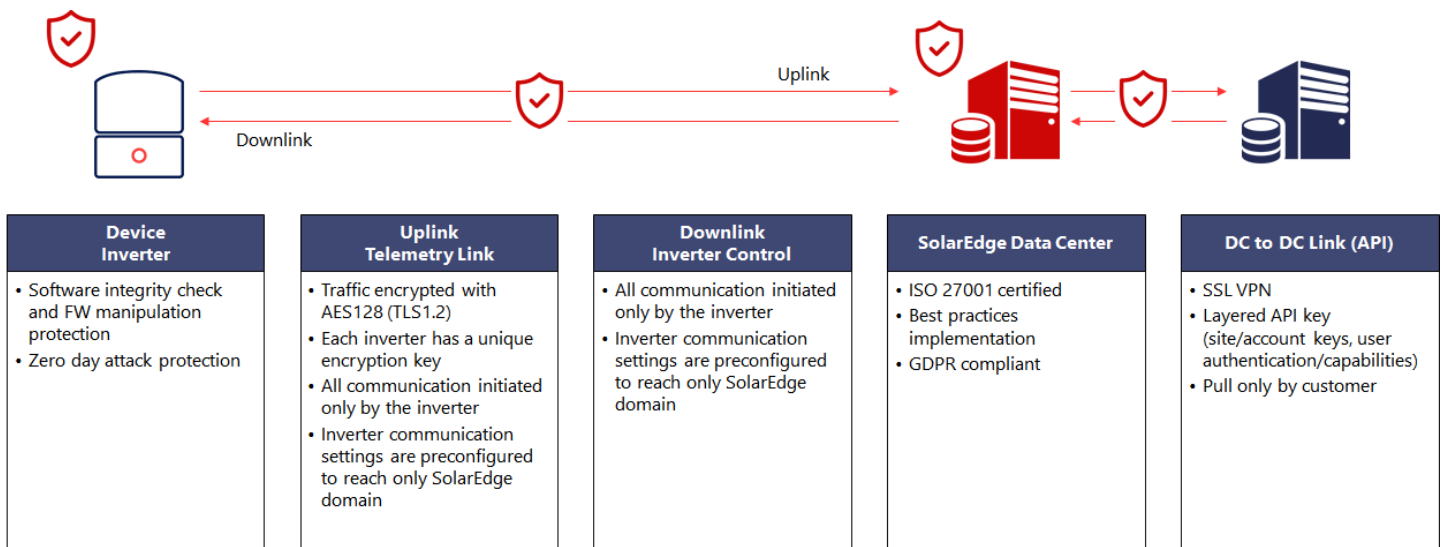 Uplink
Downlink
Device
Inverter
• Software integrity check
and FW manipulation
protection
• Zero day attack protection
Uplink
Telemetry Link
• Traffic encrypted with
AES128 (TLS1.2)
• Each inverter has a unique
encryption key
• All communication initiated
only by the inverter
• Inverter communication
settings are preconfigured
to reach only SolarEdge
domain
Downlink
Inverter Control
• All communication initiated
only by the inverter
• Inverter communication
settings are preconfigured
to reach only SolarEdge
domain
SolarEdge Data Center
• ISO 27001 certified
• Best practices
implementation
• GDPR compliant
DC to DC Link (API)
• SSL VPN
• Layered API key
(site/account keys, user
authentication/capabilities)
• Pull only by customer